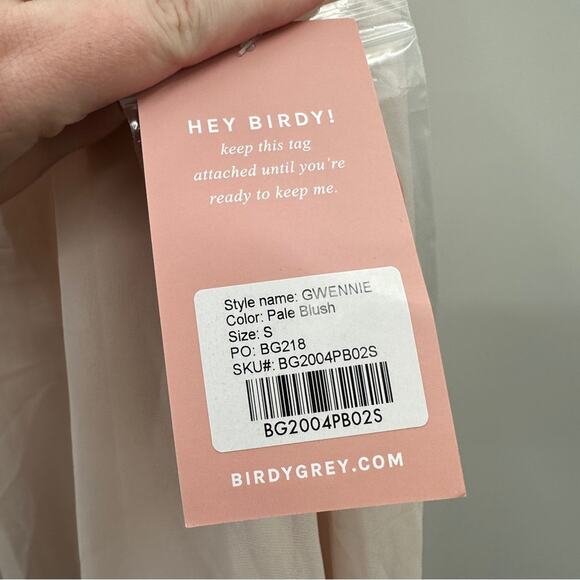 HEY BIRDY!
keep this tag
attached until you're
ready to keep me.
Style name: GWENNIE
Color: Pale Blush
Size: S
PO: BG218
SKU#: BG2004PB02S
BG2004PB02S
BIRDYGREY.COM